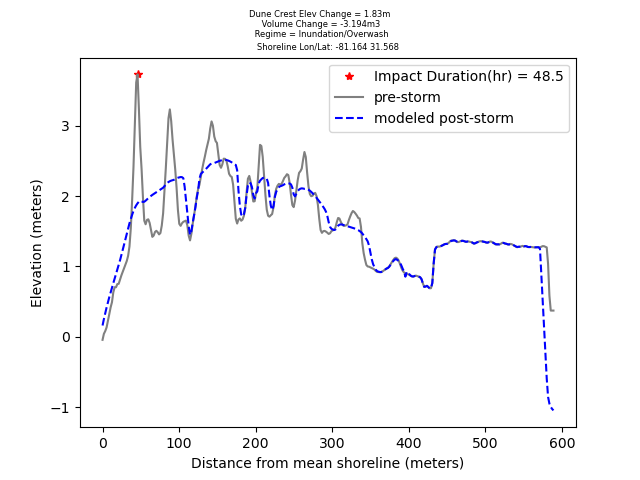 Dune Crest Elev Change = 1.83m
Volume Change = -3.194m3
Regime = Inundation/Overwash
Shoreline Lon/Lat: -81.164 31.568
Impact Duration(hr) = 48.5
pre-storm
modeled post-storm
Elevation (meters)
3
2
1
0
−1
0 100 200 300 400 500 600
Distance from mean shoreline (meters)